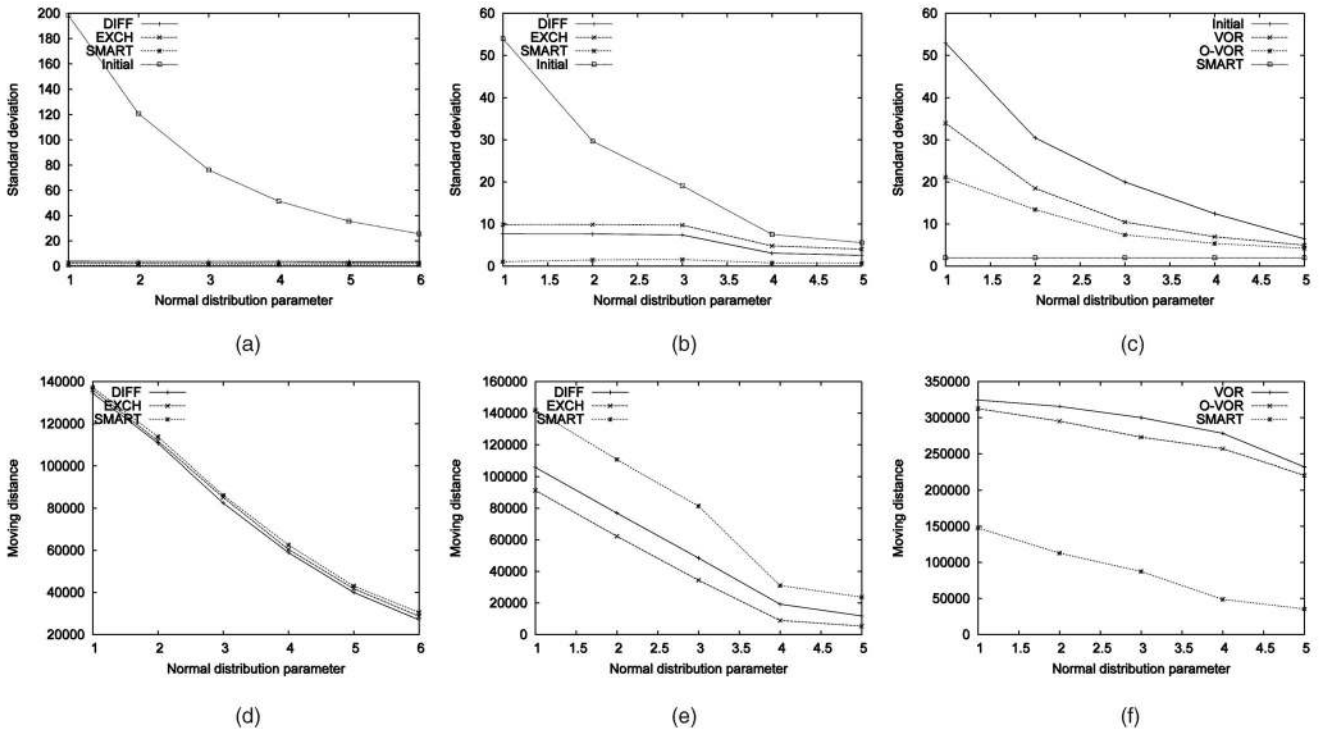 200
180
160
140
120
100
80
60
40
20
0
Standard deviation
DIFF
EXCH
SMART
Initial
1 2 3 4 5 6
Normal distribution parameter
(a)
60
50
40
30
20
10
0
Standard deviation
DIFF
EXCH
SMART
Initial
1 1.5 2 2.5 3 3.5 4 4.5 5
Normal distribution parameter
(b)
60
50
40
30
20
10
0
Standard deviation
Initial
VOR
O-VOR
SMART
1 1.5 2 2.5 3 3.5 4 4.5 5
Normal distribution parameter
(c)
140000
120000
100000
80000
60000
40000
20000
Moving distance
DIFF
EXCH
SMART
1 2 3 4 5 6
Normal distribution parameter
(d)
160000
140000
120000
100000
80000
60000
40000
20000
0
Moving distance
DIFF
EXCH
SMART
1 1.5 2 2.5 3 3.5 4 4.5 5
Normal distribution parameter
(e)
350000
300000
250000
200000
150000
100000
50000
0
Moving distance
VOR
O-VOR
SMART
1 1.5 2 2.5 3 3.5 4 4.5 5
Normal distribution parameter
(f)